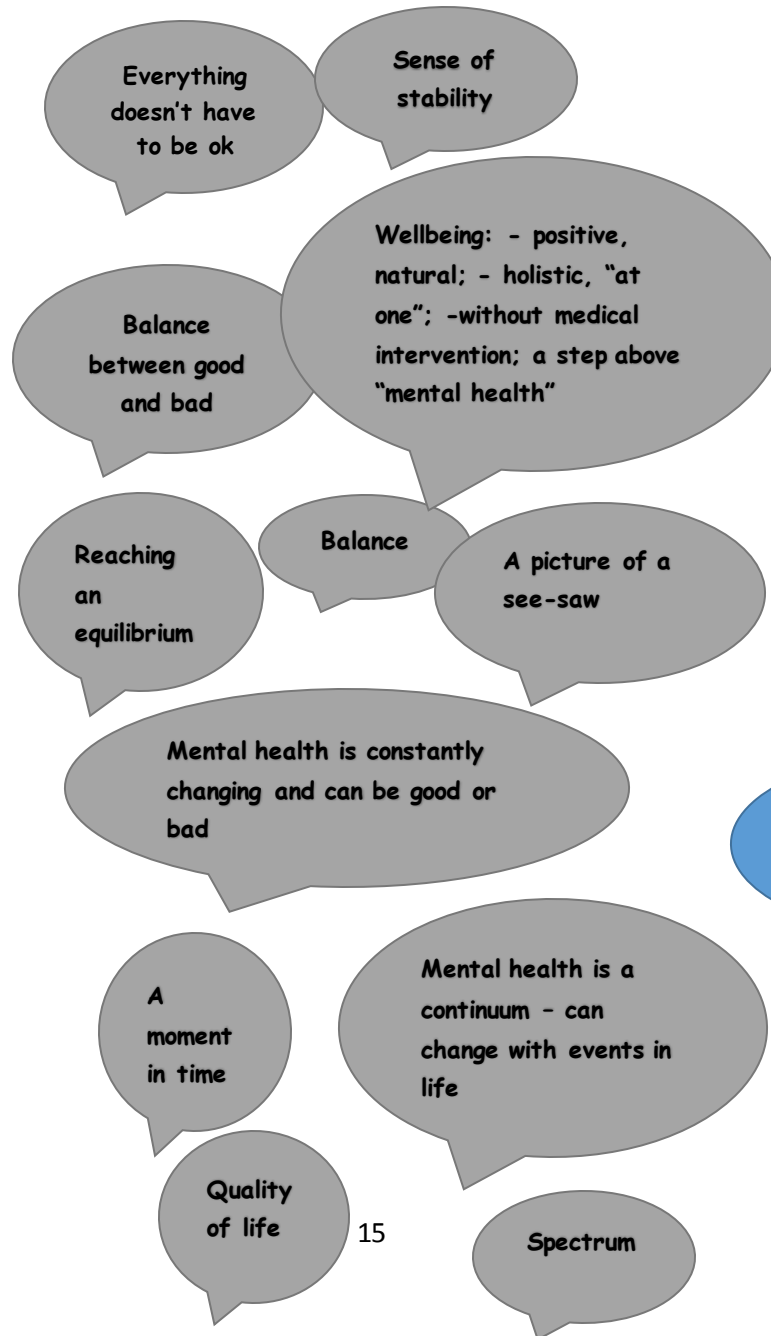 Everything
doesn't have
to be ok
Sense of
stability
Wellbeing: - positive,
natural; - holistic, “at
one”; -without medical
intervention; a step above
“mental health”
Balance
between good
and bad
Reaching
an
equilibrium
Balance
A picture of a
see-saw
Mental health is constantly
changing and can be good or
bad
A
moment
in time
Mental health is a
continuum – can
change with events in
life
Quality
of life
15
Spectrum